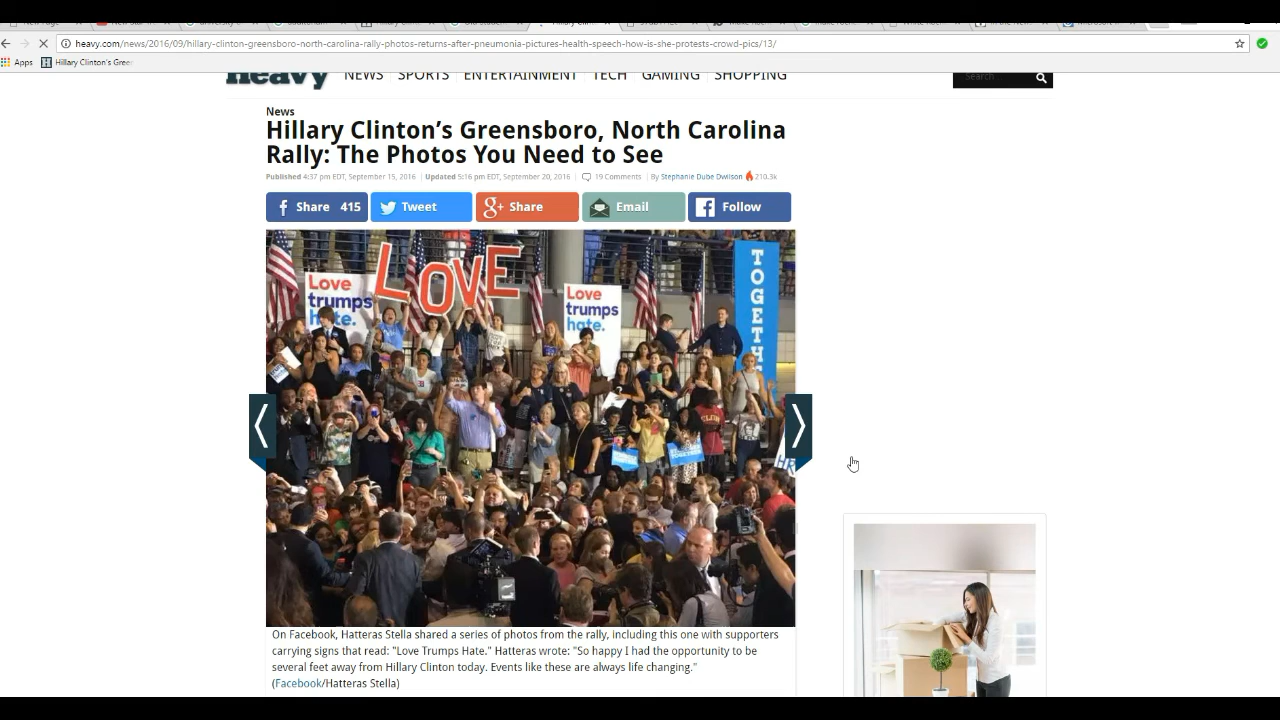 heavy.com/news/2016/09/hillary-clinton-greensboro-north-carolina-rally-photos-returns-after-pneumonia-pictures-health-speech-how-is-she-protests-crowd-pics/13/
Apps Hillary Clinton's Gree
heavy NEWS SPORTS ENTERTAINMENT TECH GAMING SHOPPING Search...
News
Hillary Clinton's Greensboro, North Carolina
Rally: The Photos You Need to See
Published 4:37 pm EDT, September 15, 2016 | Updated 5:16 pm EDT, September 20, 2016 | 19 Comments | By Stephanie Dube Dwilson 210.3k
Share 415 Tweet g+ Share Email Follow
LOVE
Love
trumps
hate.
Love
trumps
hate.
TOGETH
On Facebook, Hatteras Stella shared a series of photos from the rally, including this one with supporters
carrying signs that read: "Love Trumps Hate." Hatteras wrote: "So happy I had the opportunity to be
several feet away from Hillary Clinton today. Events like these are always life changing."
(Facebook/Hatteras Stella)